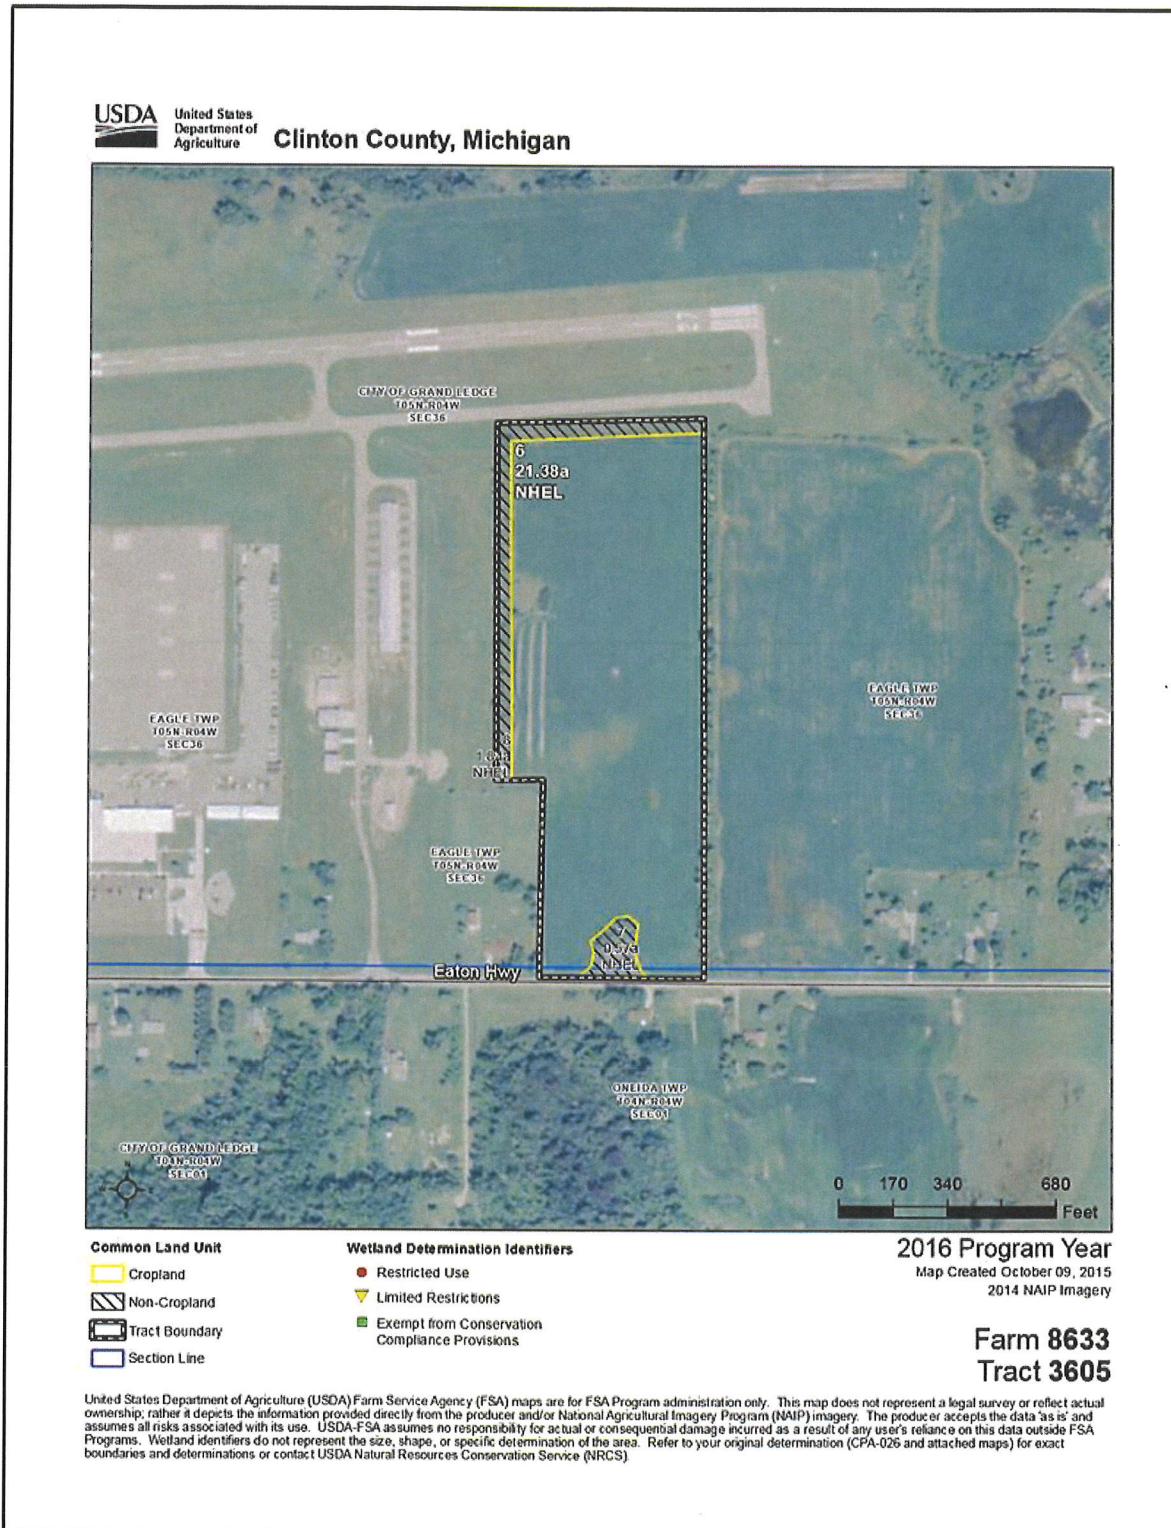 USDA
United States
Department of
Agriculture
Clinton County, Michigan
CITY OF GRAND LEDGE
T05N-R04W
SEC36
6
21.38a
NHEL
EAGLE TWP
T05N-R04W
SEC36
EAGLE TWP
T05N-R04W
SEC36
8
NHEL
EAGLE TWP
T05N-R04W
SEC36
7
0.57a
NHEL
Eaton Hwy
ONEIDA TWP
T04N-R04W
SEC01
CITY OF GRAND LEDGE
T04N-R04W
SEC01
N
0 170 340 680
Feet
Common Land Unit
Cropland
Non-Cropland
Tract Boundary
Section Line
Wetland Determination Identifiers
Restricted Use
Limited Restrictions
Exempt from Conservation
Compliance Provisions
2016 Program Year
Map Created October 09, 2015
2014 NAIP Imagery
Farm 8633
Tract 3605
United States Department of Agriculture (USDA) Farm Service Agency (FSA) maps are for FSA Program administration only. This map does not represent a legal survey or reflect actual
ownership; rather it depicts the information provided directly from the producer and/or National Agricultural Imagery Program (NAIP) imagery. The producer accepts the data 'as is' and
assumes all risks associated with its use. USDA-FSA assumes no responsibility for actual or consequential damage incurred as a result of any user's reliance on this data outside FSA
Programs. Wetland identifiers do not represent the size, shape, or specific determination of the area. Refer to your original determination (CPA-026 and attached maps) for exact
boundaries and determinations or contact USDA Natural Resources Conservation Service (NRCS).